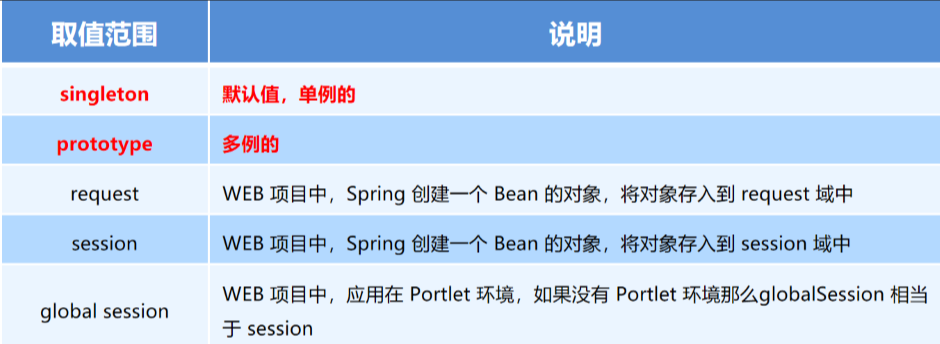 取值范围 说明
singleton 默认值，单例的
prototype 多例的
request WEB 项目中，Spring 创建一个 Bean 的对象，将对象存入到 request 域中
session WEB 项目中，Spring 创建一个 Bean 的对象，将对象存入到 session 域中
global session WEB 项目中，应用在 Portlet 环境，如果没有 Portlet 环境那么globalSession 相当
于 session